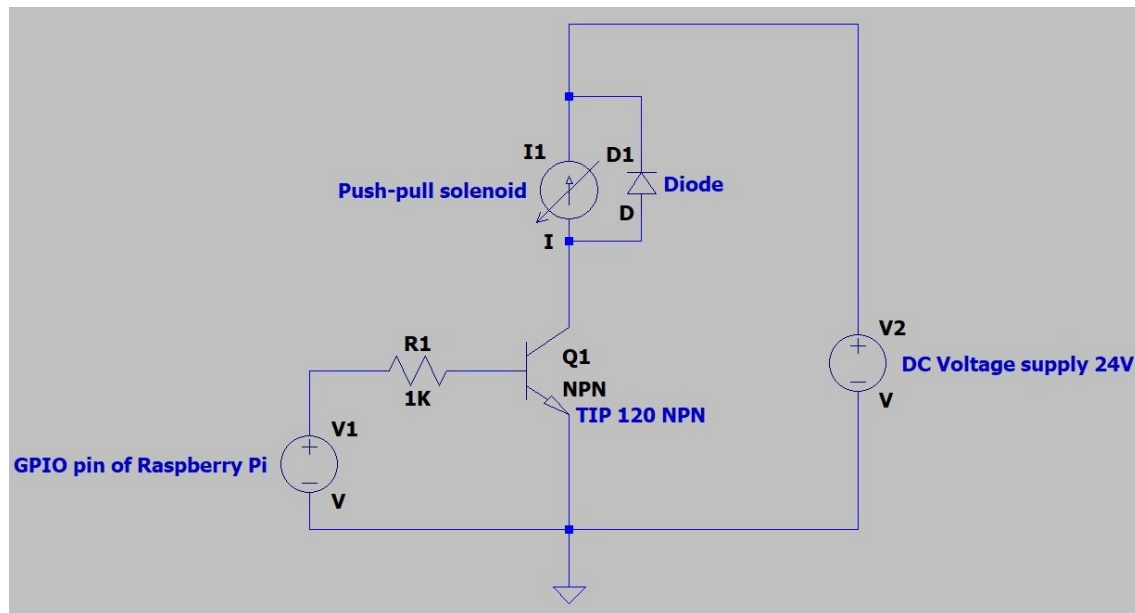 I1
D1
Push-pull solenoid
Diode
D
I
V2
DC Voltage supply 24V
V
R1
1K
Q1
NPN
TIP 120 NPN
V1
GPIO pin of Raspberry Pi
V